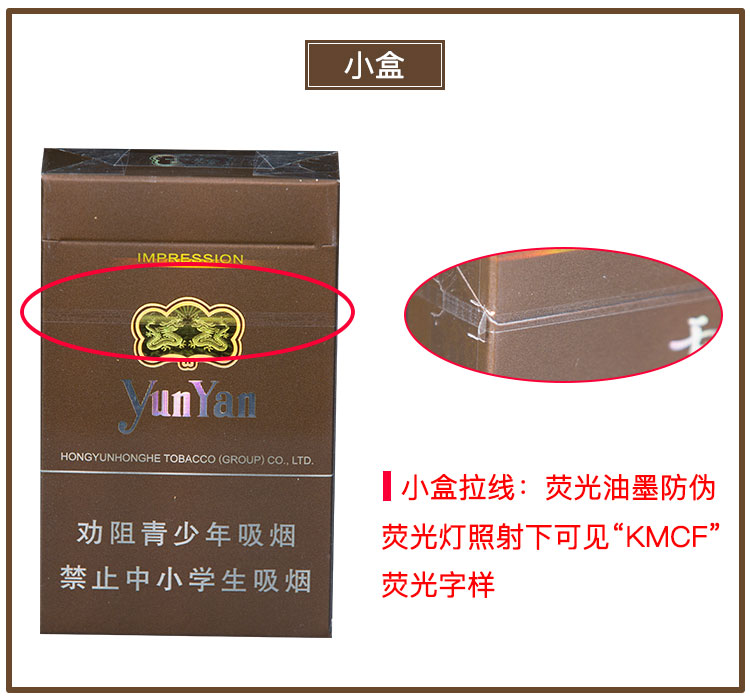 小盒
IMPRESSION
YunYan
HONGYUNHONGHE TOBACCO (GROUP) CO., LTD.
劝阻青少年吸烟
禁止中小学生吸烟
小盒拉线：荧光油墨防伪
荧光灯照射下可见“KMCF”
荧光字样